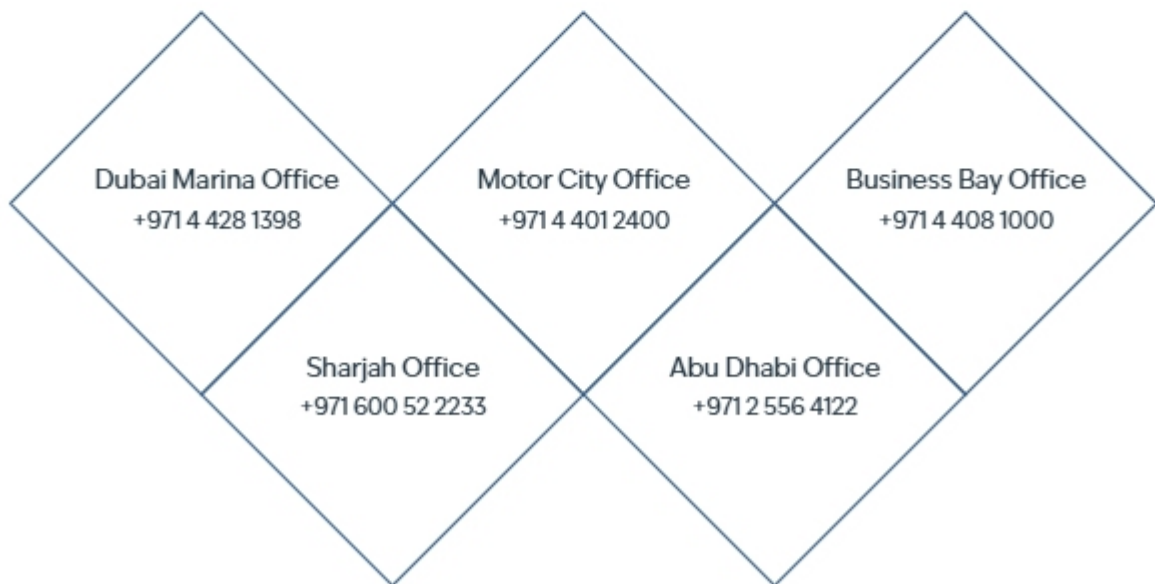 Dubai Marina Office
+971 4 428 1398
Motor City Office
+971 4 401 2400
Business Bay Office
+971 4 408 1000
Sharjah Office
+971 600 52 2233
Abu Dhabi Office
+971 2 556 4122